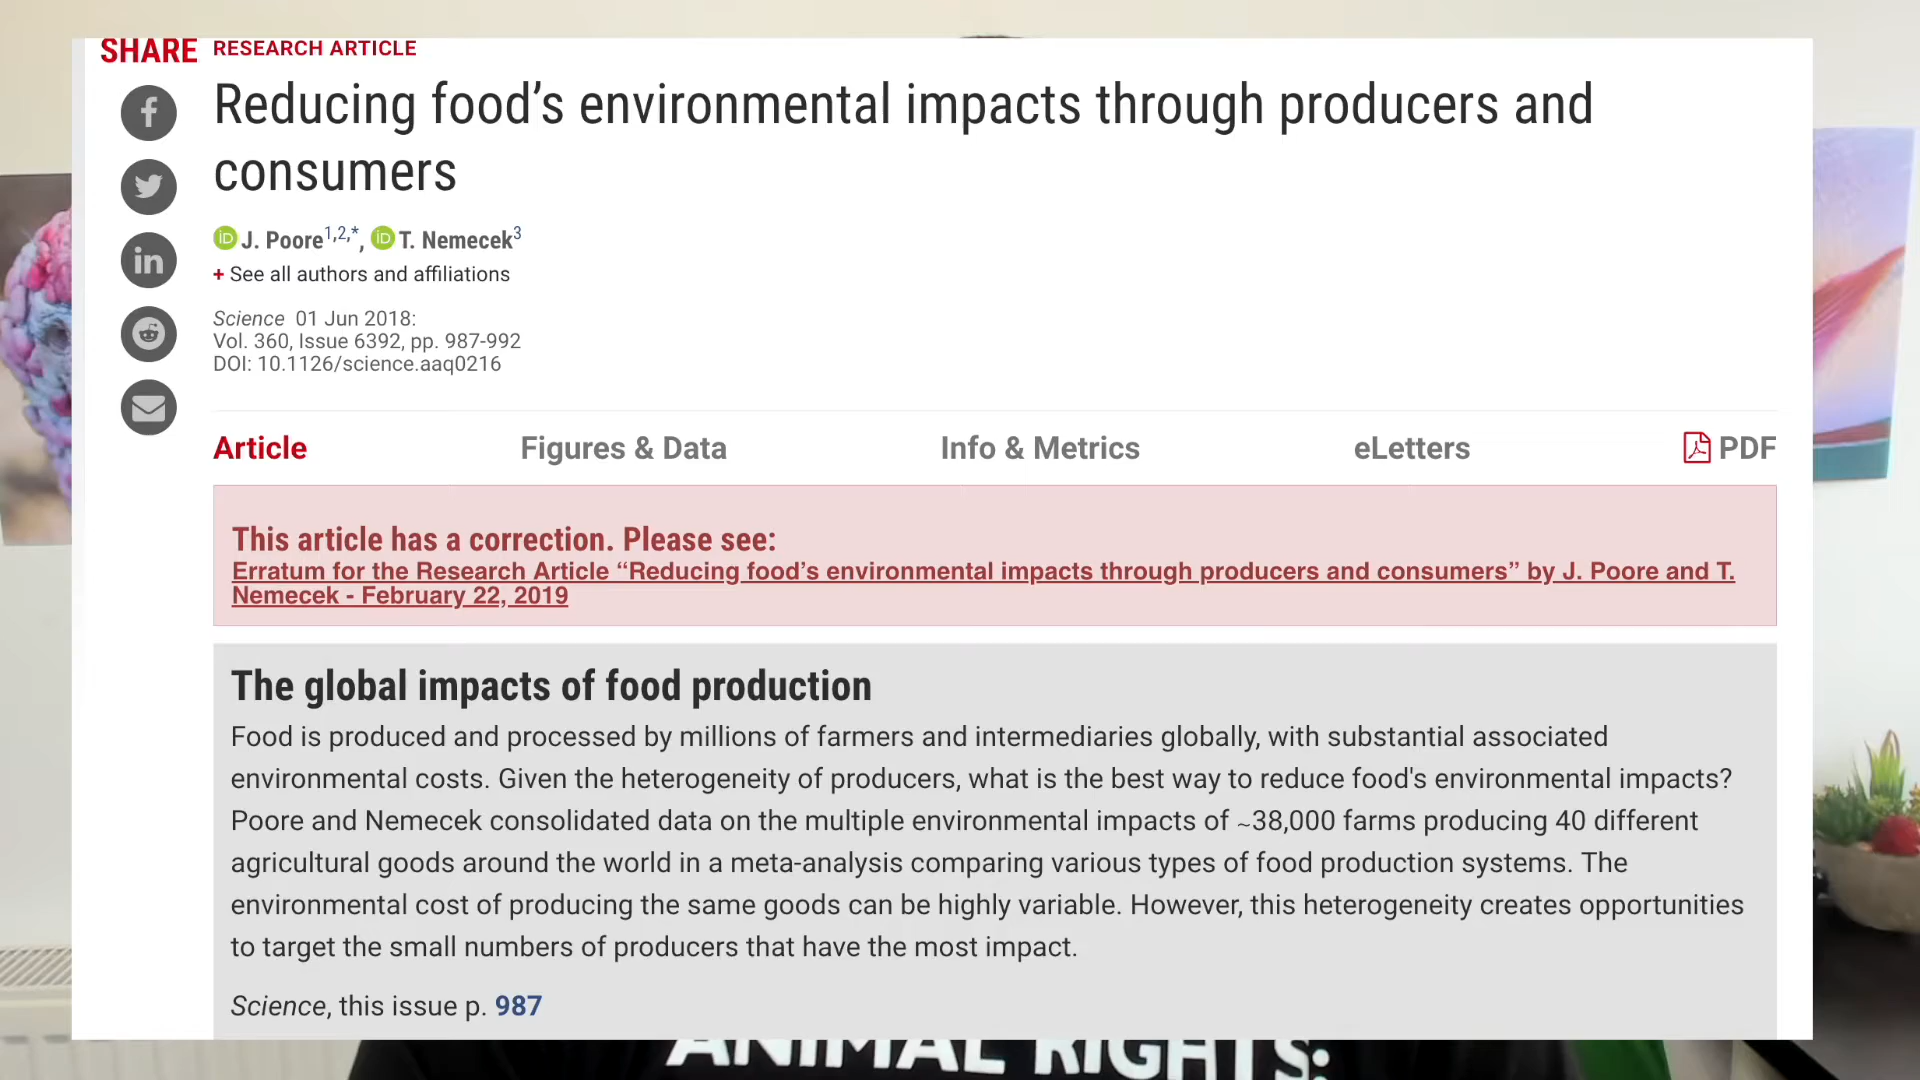 SHARE
RESEARCH ARTICLE
Reducing food’s environmental impacts through producers and
consumers
iD J. Poore1,2,*, iD T. Nemecek3
+ See all authors and affiliations
Science 01 Jun 2018:
Vol. 360, Issue 6392, pp. 987-992
DOI: 10.1126/science.aaq0216
Article Figures & Data Info & Metrics eLetters PDF
This article has a correction. Please see:
Erratum for the Research Article “Reducing food’s environmental impacts through producers and consumers” by J. Poore and T.
Nemecek - February 22, 2019
The global impacts of food production
Food is produced and processed by millions of farmers and intermediaries globally, with substantial associated
environmental costs. Given the heterogeneity of producers, what is the best way to reduce food's environmental impacts?
Poore and Nemecek consolidated data on the multiple environmental impacts of ~38,000 farms producing 40 different
agricultural goods around the world in a meta-analysis comparing various types of food production systems. The
environmental cost of producing the same goods can be highly variable. However, this heterogeneity creates opportunities
to target the small numbers of producers that have the most impact.
Science, this issue p. 987
ANIMAL RIGHTS: